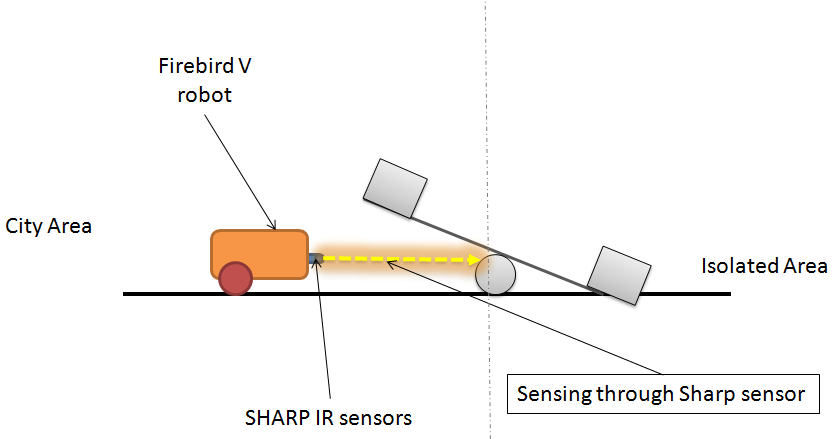 Firebird V
robot
City Area
Isolated Area
Sensing through Sharp sensor
SHARP IR sensors